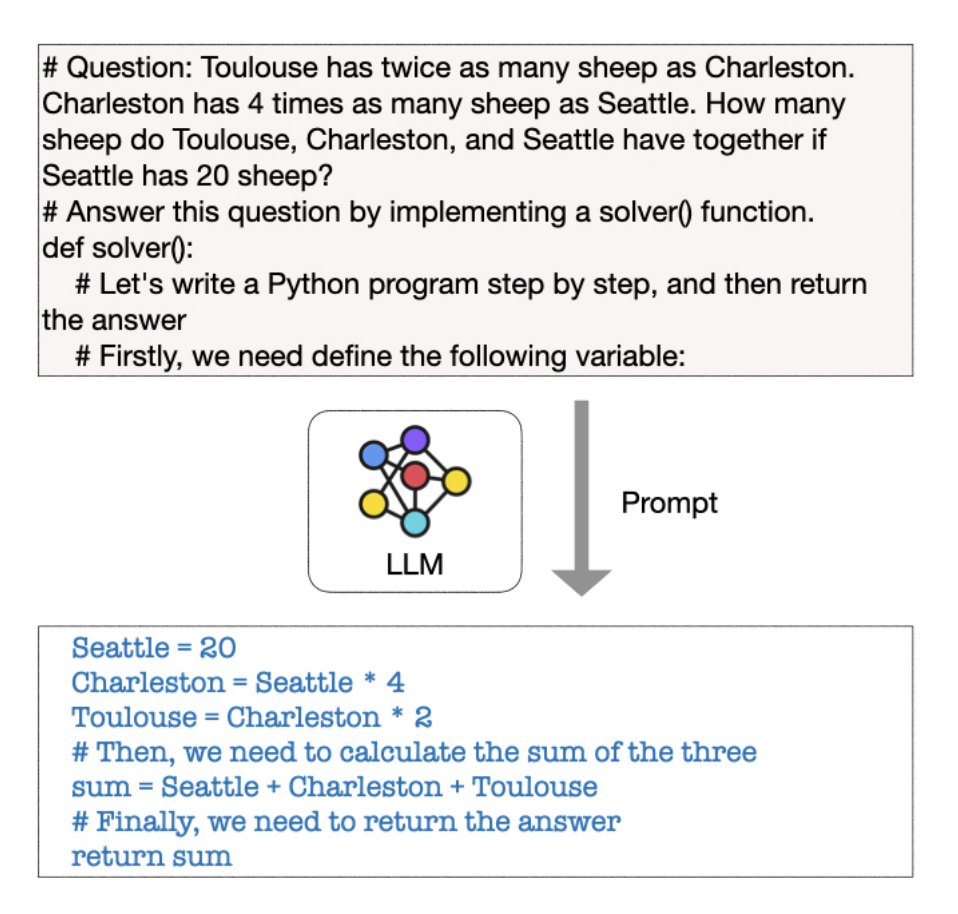 # Question: Toulouse has twice as many sheep as Charleston.
Charleston has 4 times as many sheep as Seattle. How many
sheep do Toulouse, Charleston, and Seattle have together if
Seattle has 20 sheep?
# Answer this question by implementing a solver() function.
def solver():
# Let's write a Python program step by step, and then return
the answer
# Firstly, we need define the following variable:
LLM
Prompt
Seattle = 20
Charleston = Seattle * 4
Toulouse = Charleston * 2
# Then, we need to calculate the sum of the three
sum = Seattle + Charleston + Toulouse
# Finally, we need to return the answer
return sum